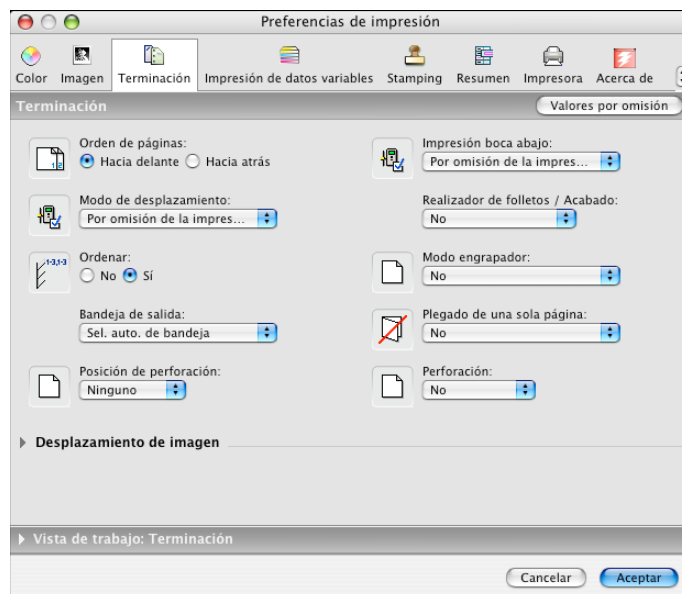 Preferencias de impresión
Color Imagen Terminación Impresión de datos variables Stamping Resumen Impresora Acerca de
Terminación Valores por omisión
Orden de páginas:
Hacia delante Hacia atrás
Impresión boca abajo:
Por omisión de la impres...
Modo de desplazamiento:
Por omisión de la impres...
Realizador de folletos / Acabado:
No
1-3,1-3
Ordenar:
No Sí
Modo engrapador:
No
Bandeja de salida:
Sel. auto. de bandeja
Plegado de una sola página:
No
Posición de perforación:
Ninguno
Perforación:
No
Desplazamiento de imagen
Vista de trabajo: Terminación
Cancelar Aceptar